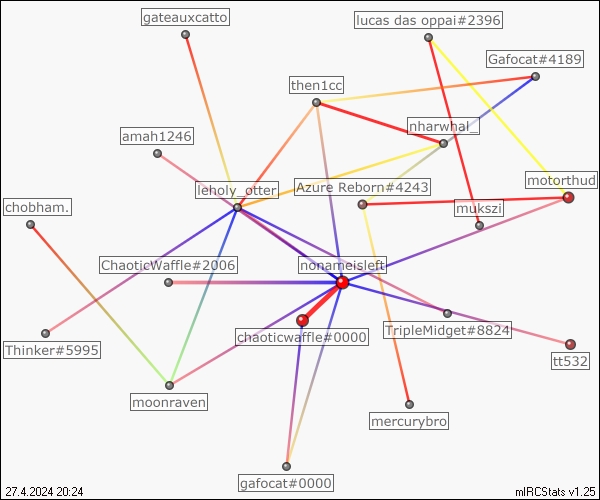 gateauxcatto
lucas das oppai#2396
Gafocat#4189
then1cc
nharwhal_
amah1246
leholy_otter
Azure Reborn#4243
motorthud
chobham.
mukszi
ChaoticWaffle#2006
nonameisleft
chaoticwaffle#0000
TripleMidget#8824
Thinker#5995
tt532
moonraven
mercurybro
gafocat#0000
27.4.2024 20:24
mIRCStats v1.25